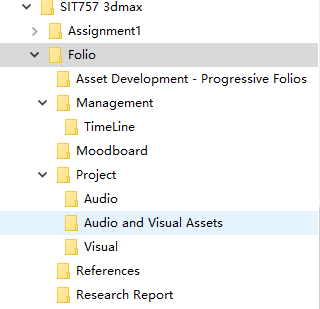 SIT757 3dmax
Assignment1
Folio
Asset Development - Progressive Folios
Management
TimeLine
Moodboard
Project
Audio
Audio and Visual Assets
Visual
References
Research Report